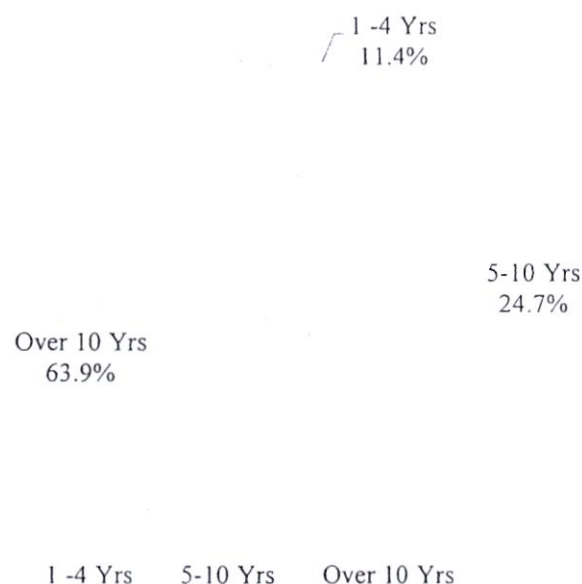 1 -4 Yrs
11.4%
5-10 Yrs
24.7%
Over 10 Yrs
63.9%
1 -4 Yrs 5-10 Yrs Over 10 Yrs